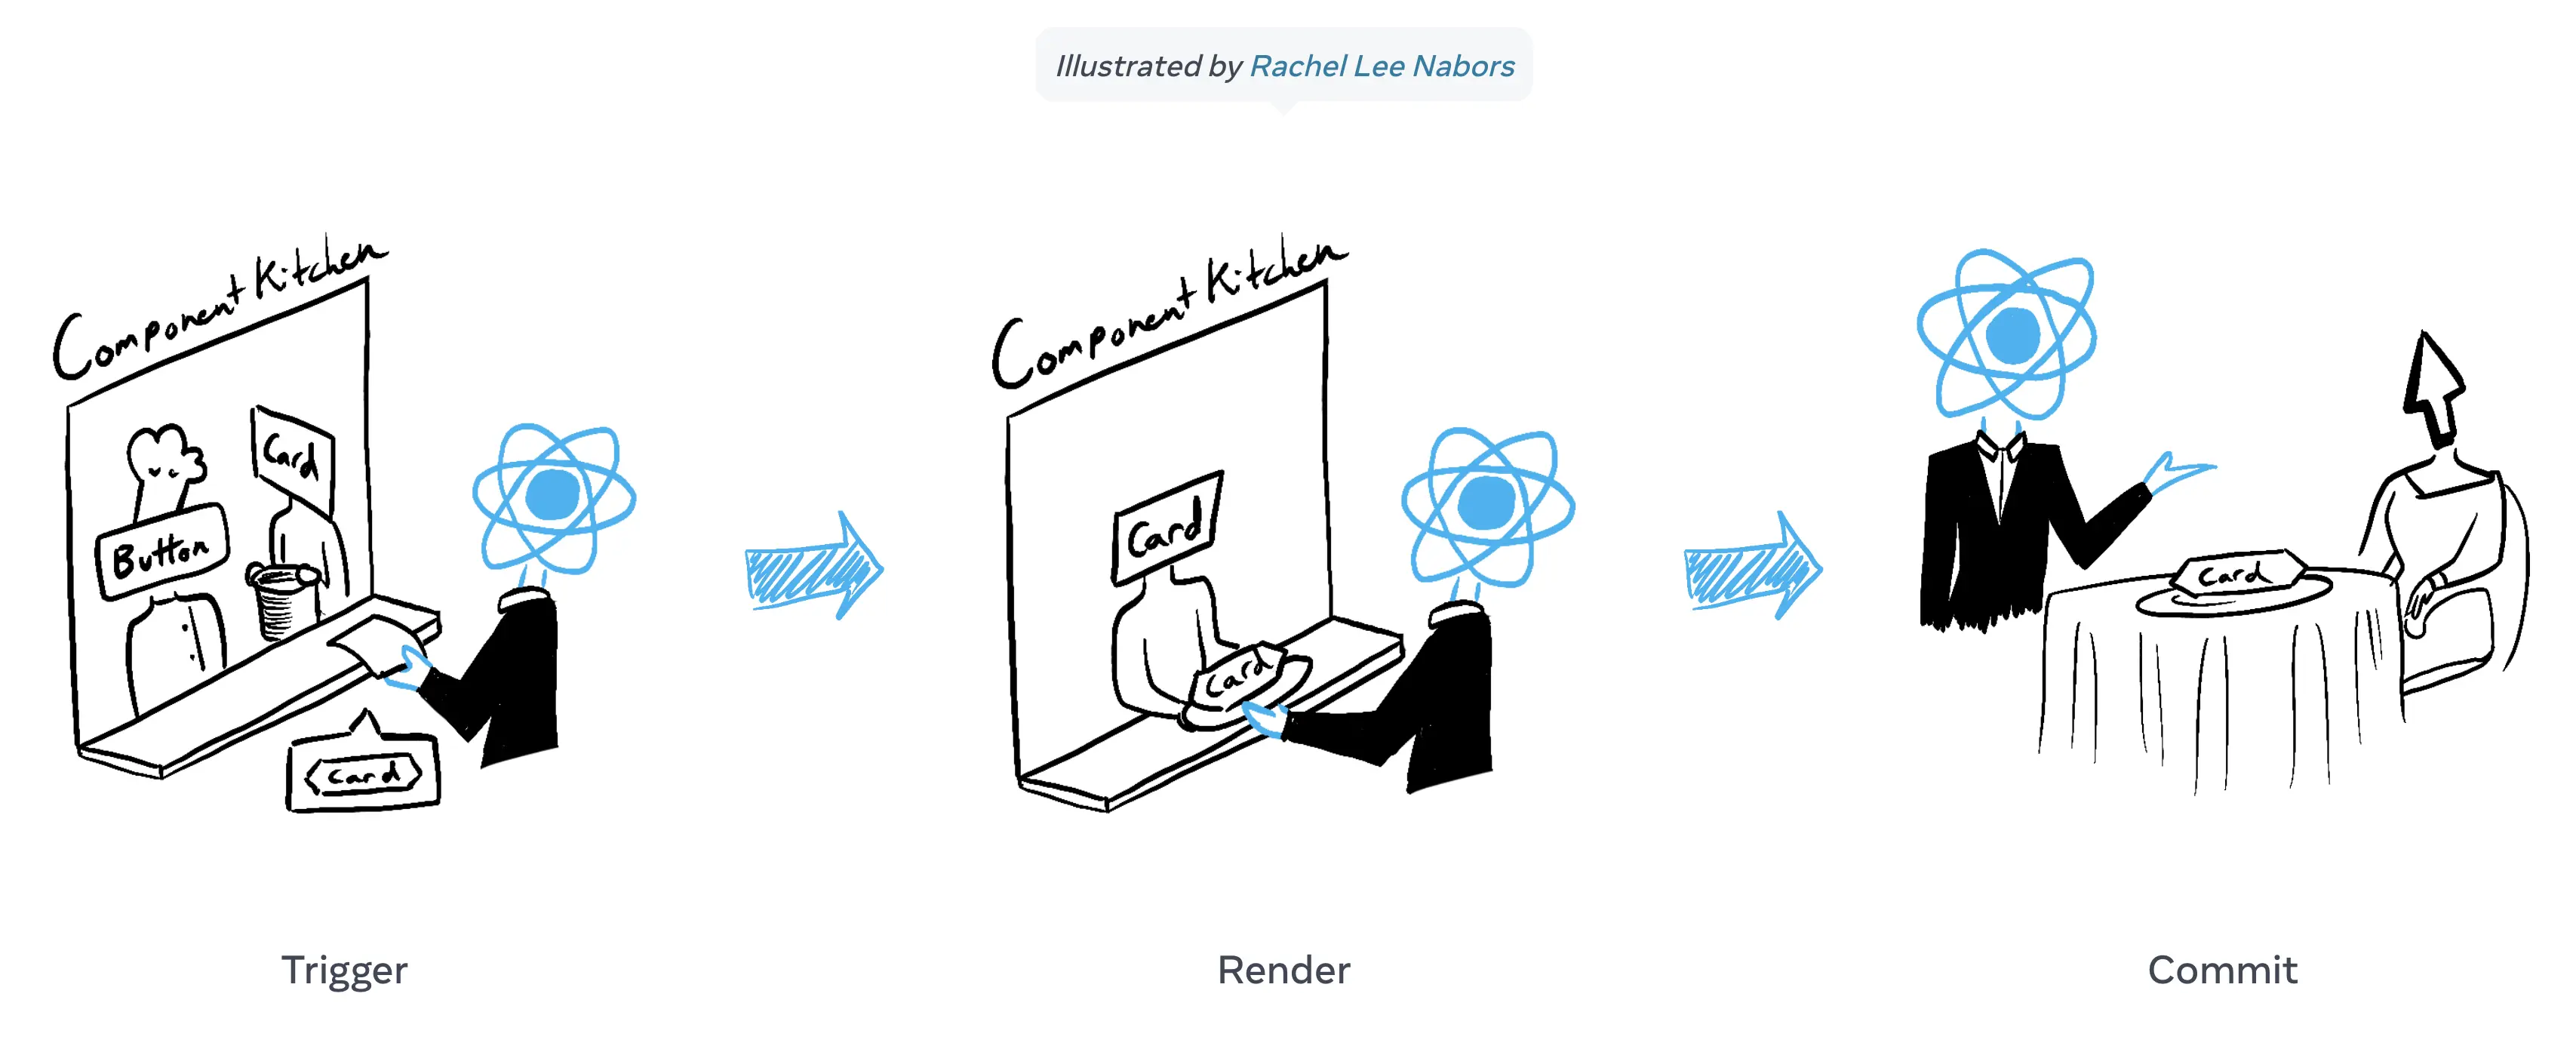 Illustrated by Rachel Lee Nabors
Component Kitchen
Button
Card
Card
Trigger
Component Kitchen
Card
Card
Render
Card
Commit